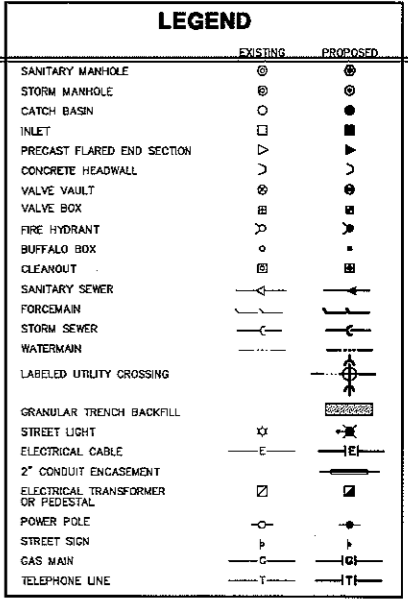 LEGEND
EXISTING PROPOSED
SANITARY MANHOLE
STORM MANHOLE
CATCH BASIN
INLET
PRECAST FLARED END SECTION
CONCRETE HEADWALL
VALVE VAULT
VALVE BOX
FIRE HYDRANT
BUFFALO BOX
CLEANOUT
SANITARY SEWER
FORCEMAIN
STORM SEWER
WATERMAIN
LABELED UTILITY CROSSING
GRANULAR TRENCH BACKFILL
STREET LIGHT
ELECTRICAL CABLE E E
2" CONDUIT ENCASEMENT
ELECTRICAL TRANSFORMER
OR PEDESTAL
POWER POLE
STREET SIGN
GAS MAIN G G
TELEPHONE LINE T T